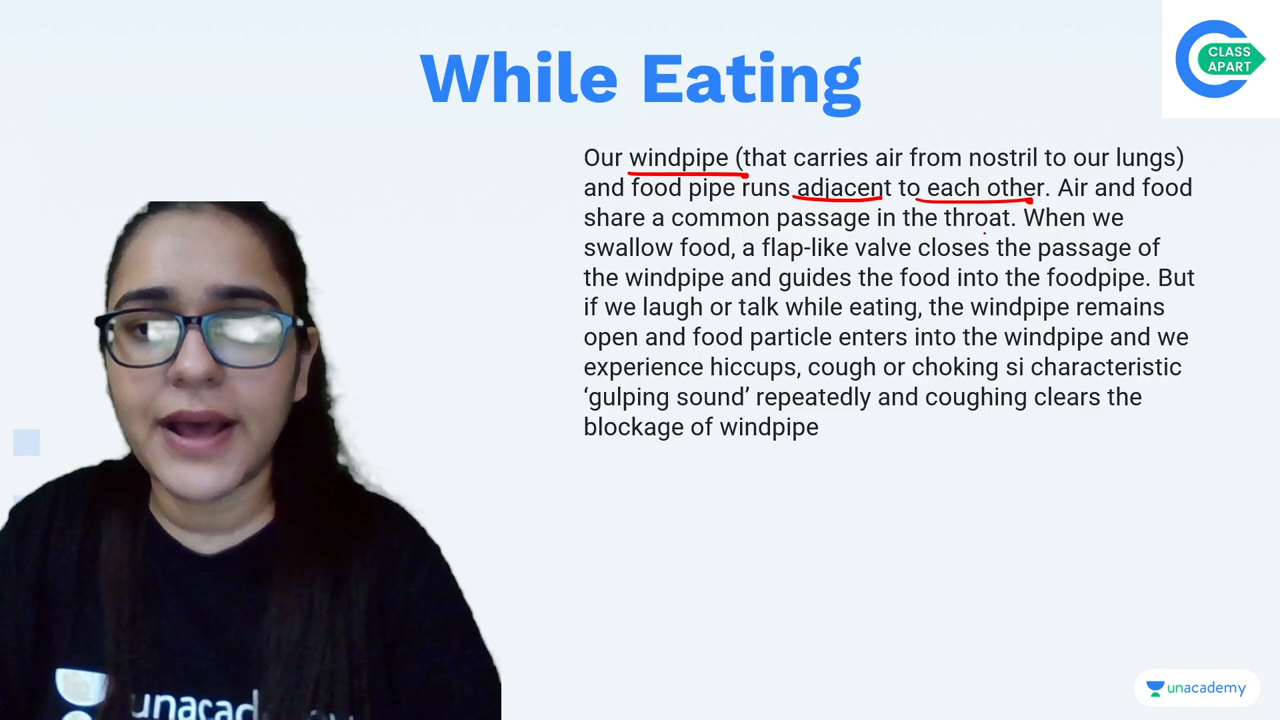 While Eating
CLASS
APART
Our windpipe (that carries air from nostril to our lungs)
and food pipe runs adjacent to each other. Air and food
share a common passage in the throat. When we
swallow food, a flap-like valve closes the passage of
the windpipe and guides the food into the foodpipe. But
if we laugh or talk while eating, the windpipe remains
open and food particle enters into the windpipe and we
experience hiccups, cough or choking si characteristic
‘gulping sound’ repeatedly and coughing clears the
blockage of windpipe
unacad
unacademy